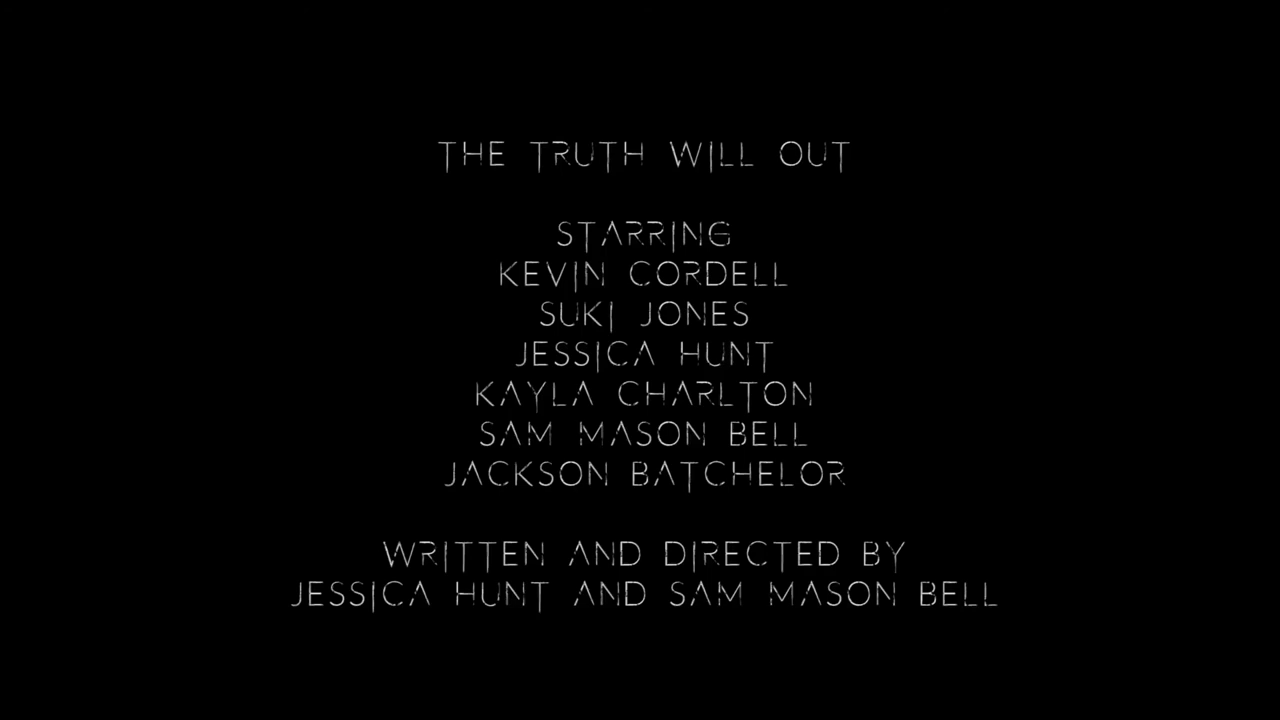 THE TRUTH WILL OUT
STARRING
KEVIN CORDELL
SUKI JONES
JESSICA HUNT
KAYLA CHARLTON
SAM MASON BELL
JACKSON BATCHELOR
WRITTEN AND DIRECTED BY
JESSICA HUNT AND SAM MASON BELL